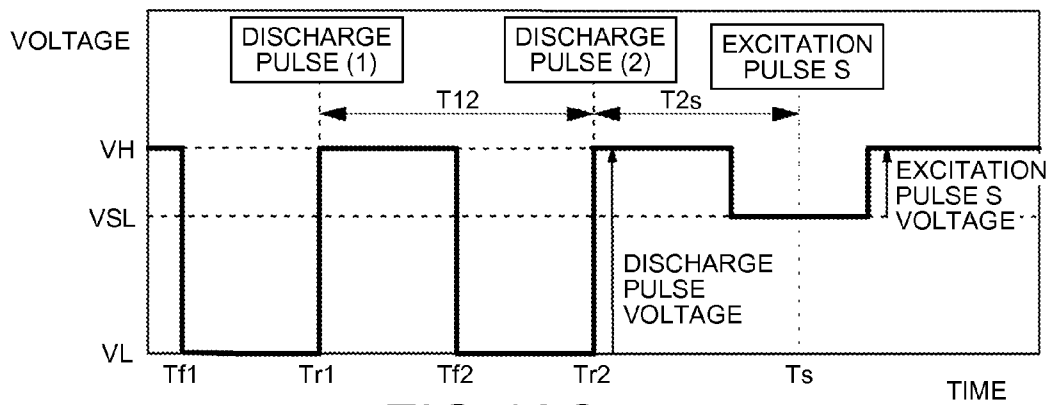 VOLTAGE
DISCHARGE
PULSE (1)
DISCHARGE
PULSE (2)
EXCITATION
PULSE S
T12
T2s
VH
EXCITATION
PULSE S
VOLTAGE
VSL
DISCHARGE
PULSE
VOLTAGE
VL
Tf1
Tr1
Tf2
Tr2
Ts
TIME